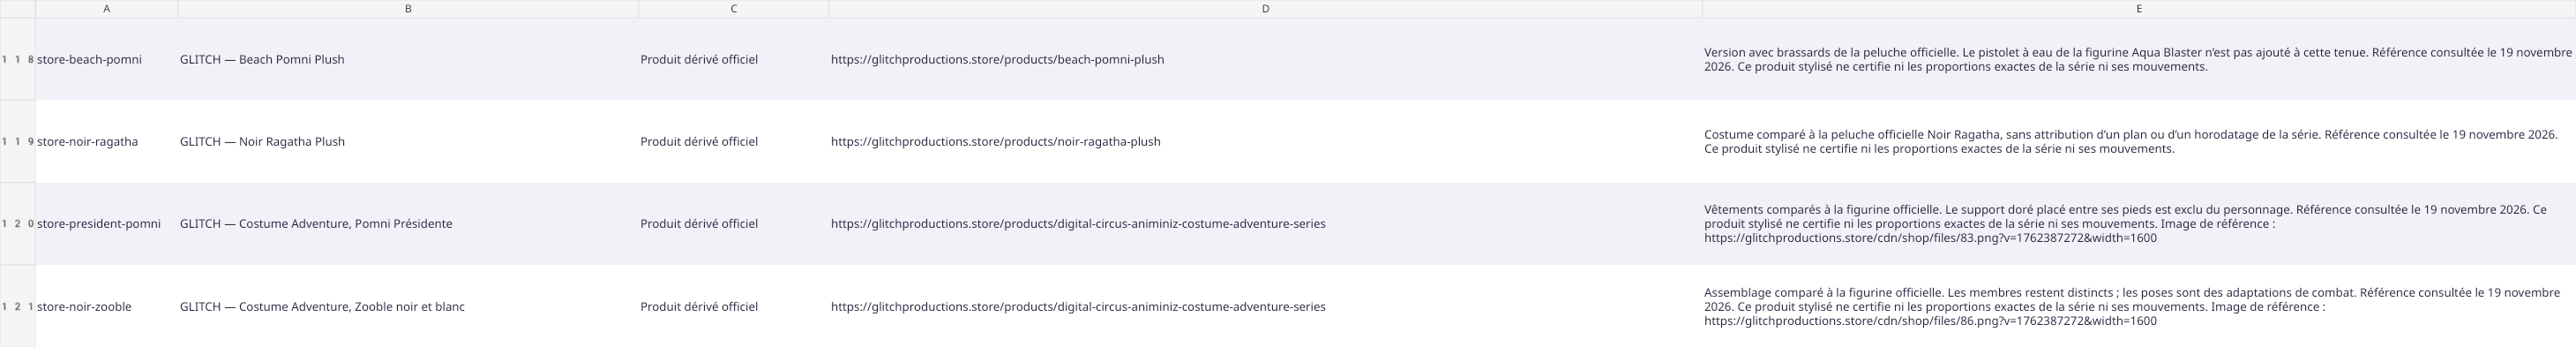 A B C D E
118 store-beach-pomni GLITCH — Beach Pomni Plush Produit dérivé officiel https://glitchproductions.store/products/beach-pomni-plush Version avec brassards de la peluche officielle. Le pistolet à eau de la figurine Aqua Blaster n’est pas ajouté à cette tenue. Référence consultée le 19 novembre
2026. Ce produit stylisé ne certifie ni les proportions exactes de la série ni ses mouvements.
119 store-noir-ragatha GLITCH — Noir Ragatha Plush Produit dérivé officiel https://glitchproductions.store/products/noir-ragatha-plush Costume comparé à la peluche officielle Noir Ragatha, sans attribution d’un plan ou d’un horodatage de la série. Référence consultée le 19 novembre 2026.
Ce produit stylisé ne certifie ni les proportions exactes de la série ni ses mouvements.
120 store-president-pomni GLITCH — Costume Adventure, Pomni Présidente Produit dérivé officiel https://glitchproductions.store/products/digital-circus-animiniz-costume-adventure-series Vêtements comparés à la figurine officielle. Le support doré placé entre ses pieds est exclu du personnage. Référence consultée le 19 novembre 2026. Ce
produit stylisé ne certifie ni les proportions exactes de la série ni ses mouvements. Image de référence :
https://glitchproductions.store/cdn/shop/files/83.png?v=1762387272&width=1600
121 store-noir-zooble GLITCH — Costume Adventure, Zooble noir et blanc Produit dérivé officiel https://glitchproductions.store/products/digital-circus-animiniz-costume-adventure-series Assemblage comparé à la figurine officielle. Les membres restent distincts ; les poses sont des adaptations de combat. Référence consultée le 19 novembre
2026. Ce produit stylisé ne certifie ni les proportions exactes de la série ni ses mouvements. Image de référence :
https://glitchproductions.store/cdn/shop/files/86.png?v=1762387272&width=1600